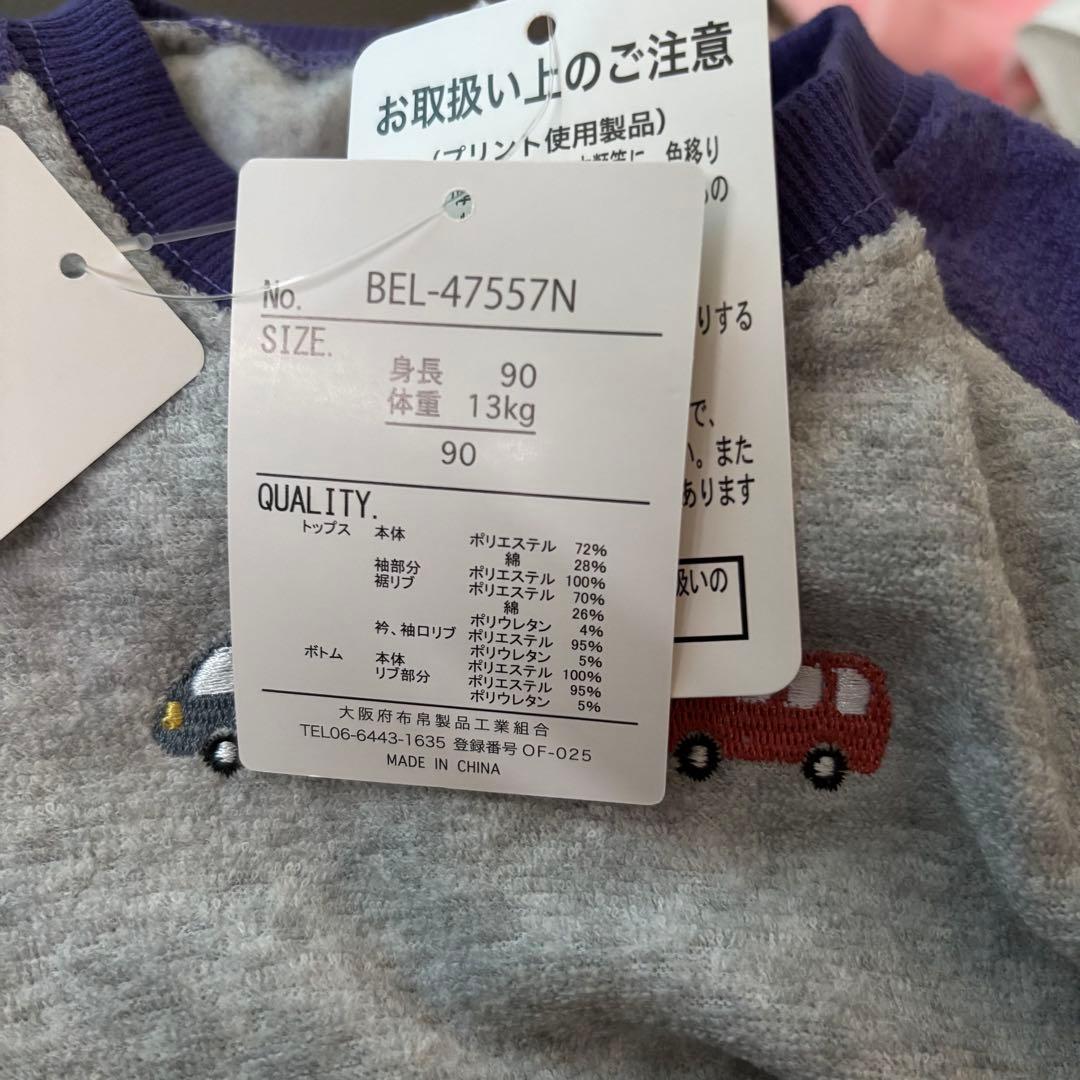 お取扱い上のご注意
(プリント使用製品)
色移り
の
りする
で、
い。また
あります
扱いの
No. BEL-47557N
SIZE.
身長 90
体重 13kg
90
QUALITY.
トップス 本体 ポリエステル 72%
綿 28%
袖部分 ポリエステル 100%
裾リブ ポリエステル 70%
綿 26%
ポリウレタン 4%
衿、袖口リブ ポリエステル 95%
ポリウレタン 5%
ボトム 本体 ポリエステル 100%
リブ部分 ポリエステル 95%
ポリウレタン 5%
大阪府布帛製品工業組合
TEL06-6443-1635 登録番号 OF-025
MADE IN CHINA